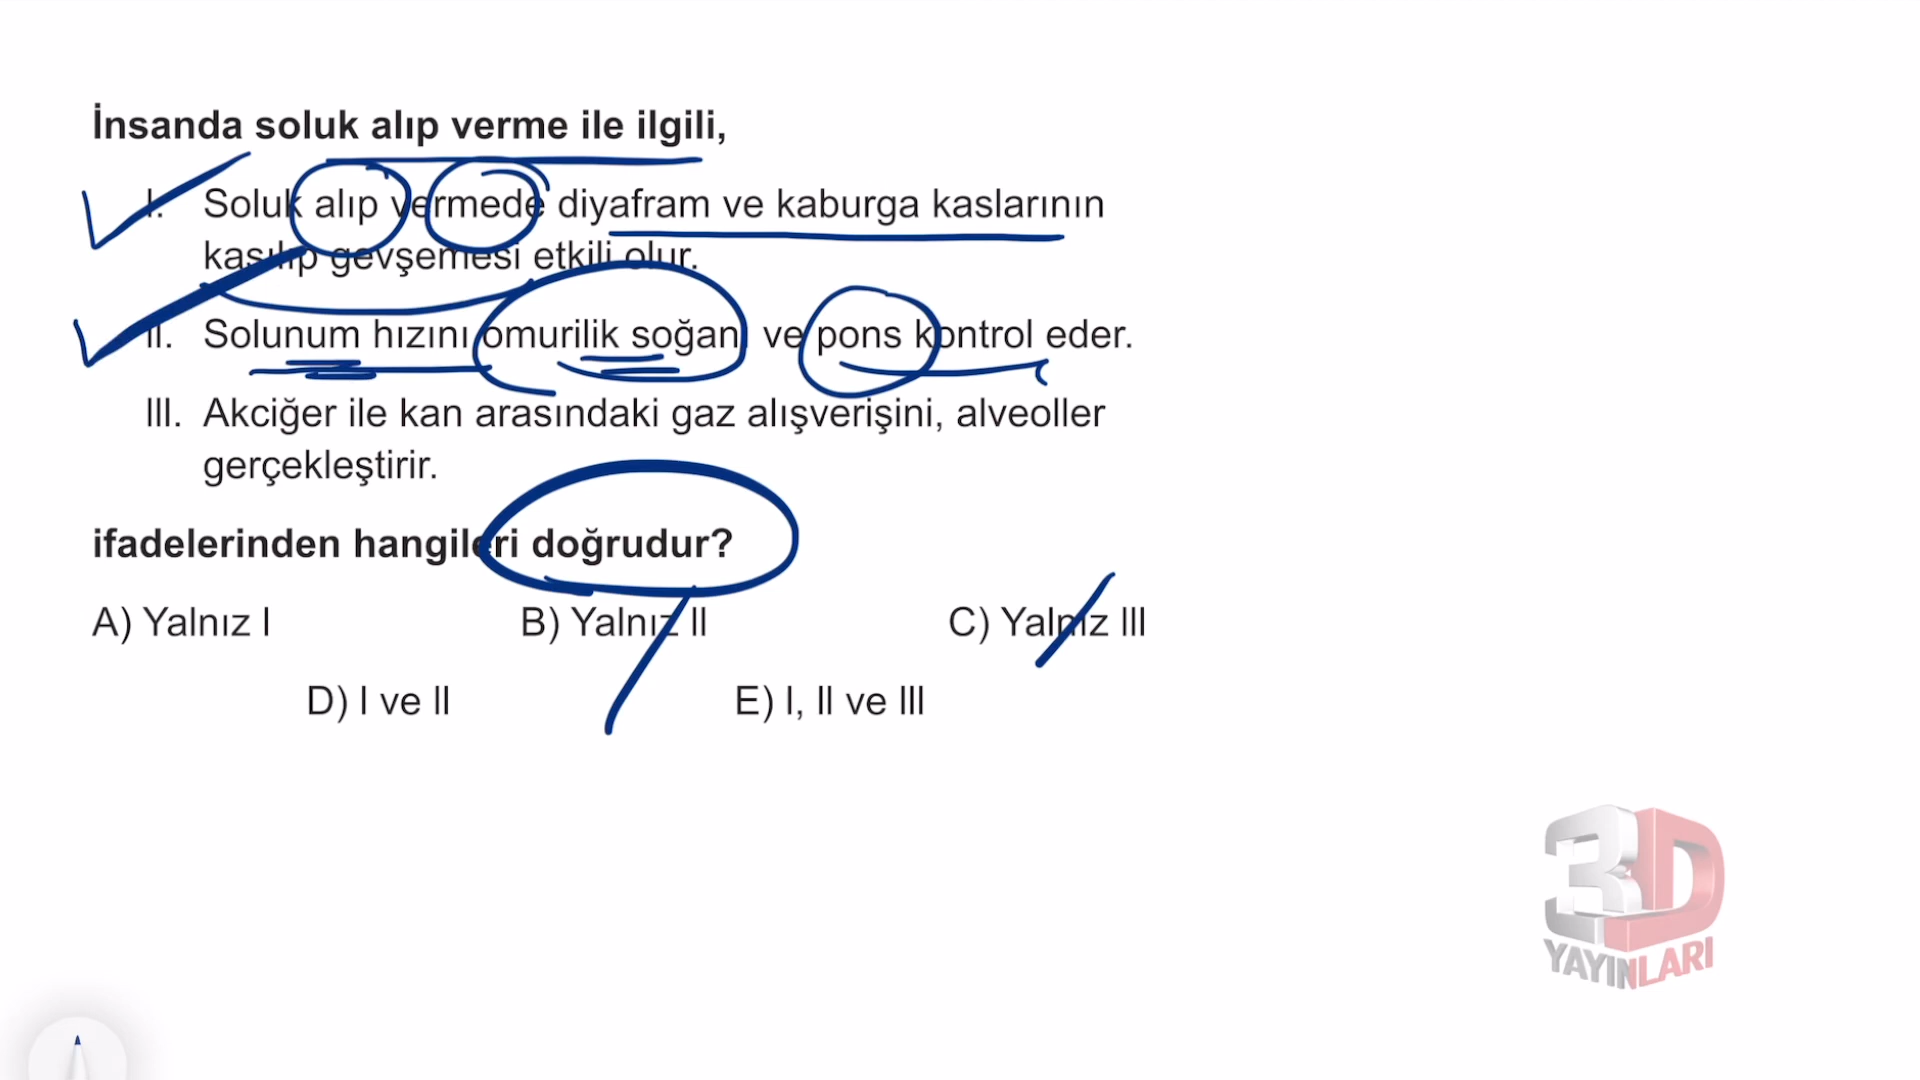 İnsanda soluk alıp verme ile ilgili,
I. Soluk alıp vermede diyafram ve kaburga kaslarının
kasılıp gevşemesi etkili olur.
II. Solunum hızını omurilik soğanı ve pons kontrol eder.
III. Akciğer ile kan arasındaki gaz alışverişini, alveoller
gerçekleştirir.
ifadelerinden hangileri doğrudur?
A) Yalnız I B) Yalnız II C) Yalnız III
D) I ve II E) I, II ve III
3D
YAYINLARI